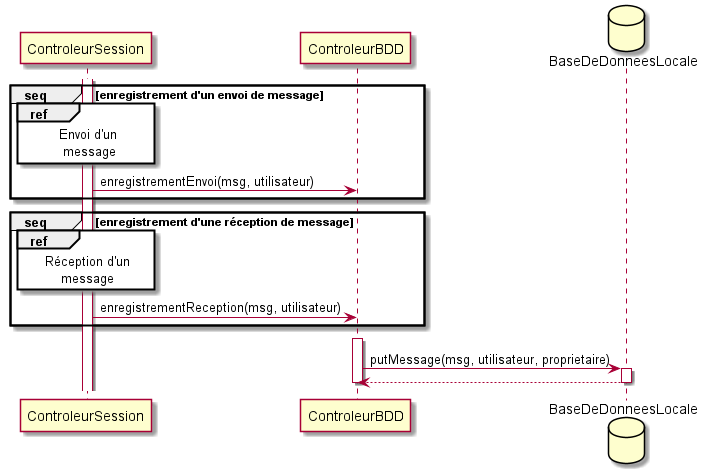 ControleurSession
ControleurBDD
BaseDeDonneesLocale
seq [enregistrement d'un envoi de message]
ref
Envoi d'un
message
enregistrementEnvoi(msg, utilisateur)
seq [enregistrement d'une réception de message]
ref
Réception d'un
message
enregistrementReception(msg, utilisateur)
putMessage(msg, utilisateur, proprietaire)
ControleurSession
ControleurBDD
BaseDeDonneesLocale